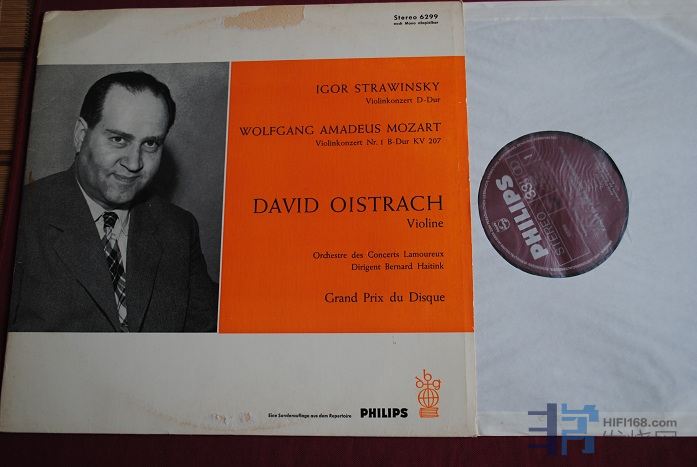 Stereo 6299
auch Mono abspielbar
IGOR STRAWINSKY
Violinkonzert D-Dur
WOLFGANG AMADEUS MOZART
Violinkonzert Nr. 1 B-Dur KV 207
DAVID OISTRACH
Violine
Orchestre des Concerts Lamoureux
Dirigent Bernard Haitink
Grand Prix du Disque
Eine Sonderauflage aus dem Repertoire PHILIPS
bg
PHILIPS
STEREO
HIFI168.com